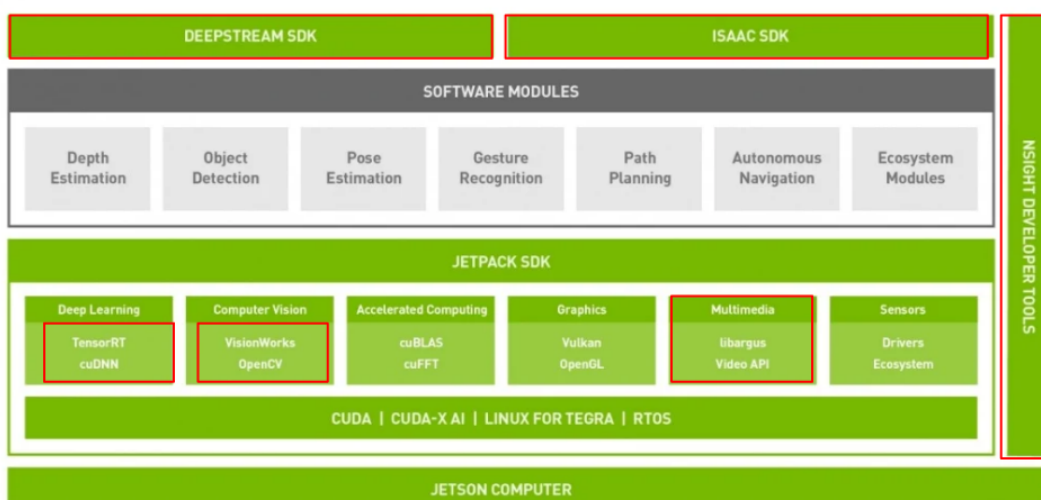 DEEPSTREAM SDK
ISAAC SDK
SOFTWARE MODULES
Depth
Estimation
Object
Detection
Pose
Estimation
Gesture
Recognition
Path
Planning
Autonomous
Navigation
Ecosystem
Modules
JETPACK SDK
Deep Learning
TensorRT
cuDNN
Computer Vision
VisionWorks
OpenCV
Accelerated Computing
cuBLAS
cuFFT
Graphics
Vulkan
OpenGL
Multimedia
libargus
Video API
Sensors
Drivers
Ecosystem
CUDA | CUDA-X AI | LINUX FOR TEGRA | RTOS
JETSON COMPUTER
NSIGHT DEVELOPER TOOLS